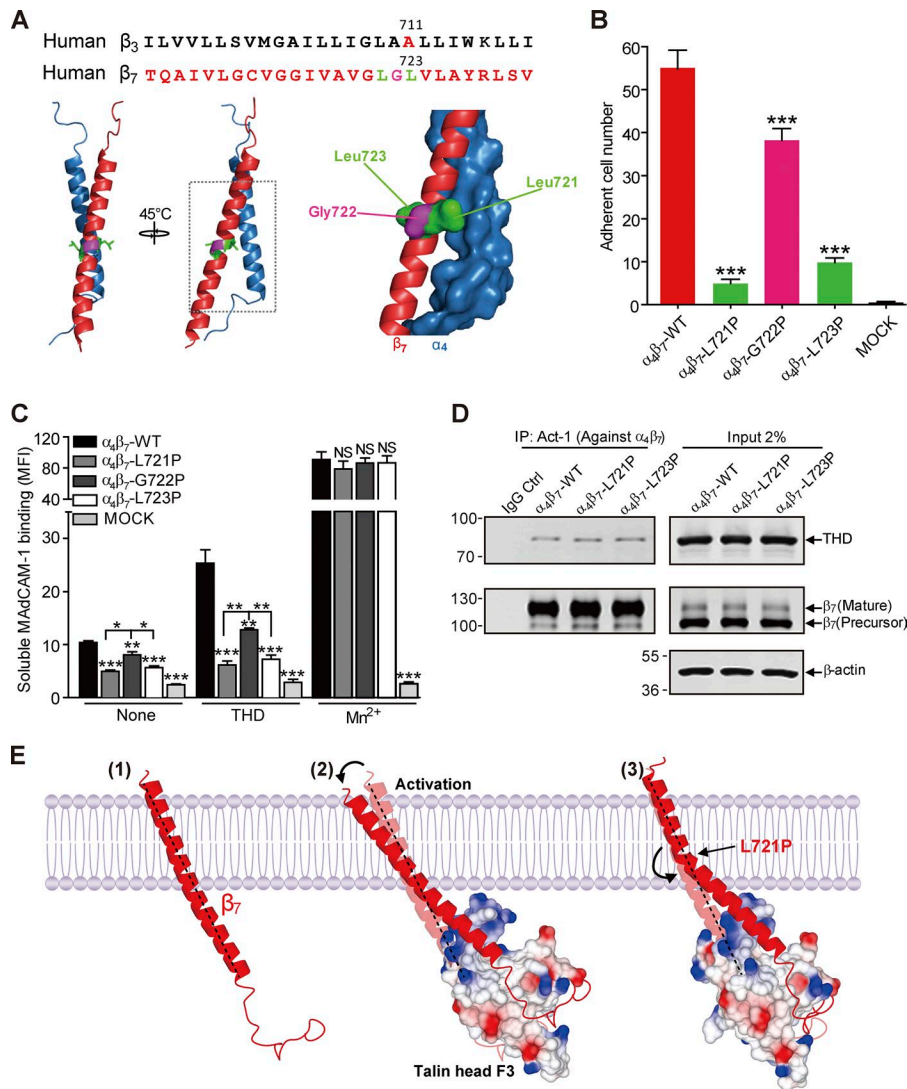 A
711
Human β3 ILVVLLSVMGAILLIGLAALLIWKLLI
723
Human β7 TQAIVLGCVGGIVAVGLGLVLAYRLSV
45°C
Leu723
Gly722
Leu721
β7 α4
B
Adherent cell number
60
50
40
30
20
10
0
*** *** ***
α4β7-WT
α4β7-L721P
α4β7-G722P
α4β7-L723P
MOCK
C
Soluble MAdCAM-1 binding (MFI)
120
80
40
30
20
10
0
α4β7-WT
α4β7-L721P
α4β7-G722P
α4β7-L723P
MOCK
NS NS NS
* *
*** ** *** ***
** **
*** ** *** ***
***
None THD Mn2+
D
IP: Act-1 (Against α4β7)
Input 2%
IgG Ctrl
α4β7-WT
α4β7-L721P
α4β7-L723P
α4β7-WT
α4β7-L721P
α4β7-L723P
100
70
THD
130
100
β7(Mature)
β7(Precursor)
55
36
β-actin
E
(1) (2) (3)
Activation
L721P
β7
Talin head F3